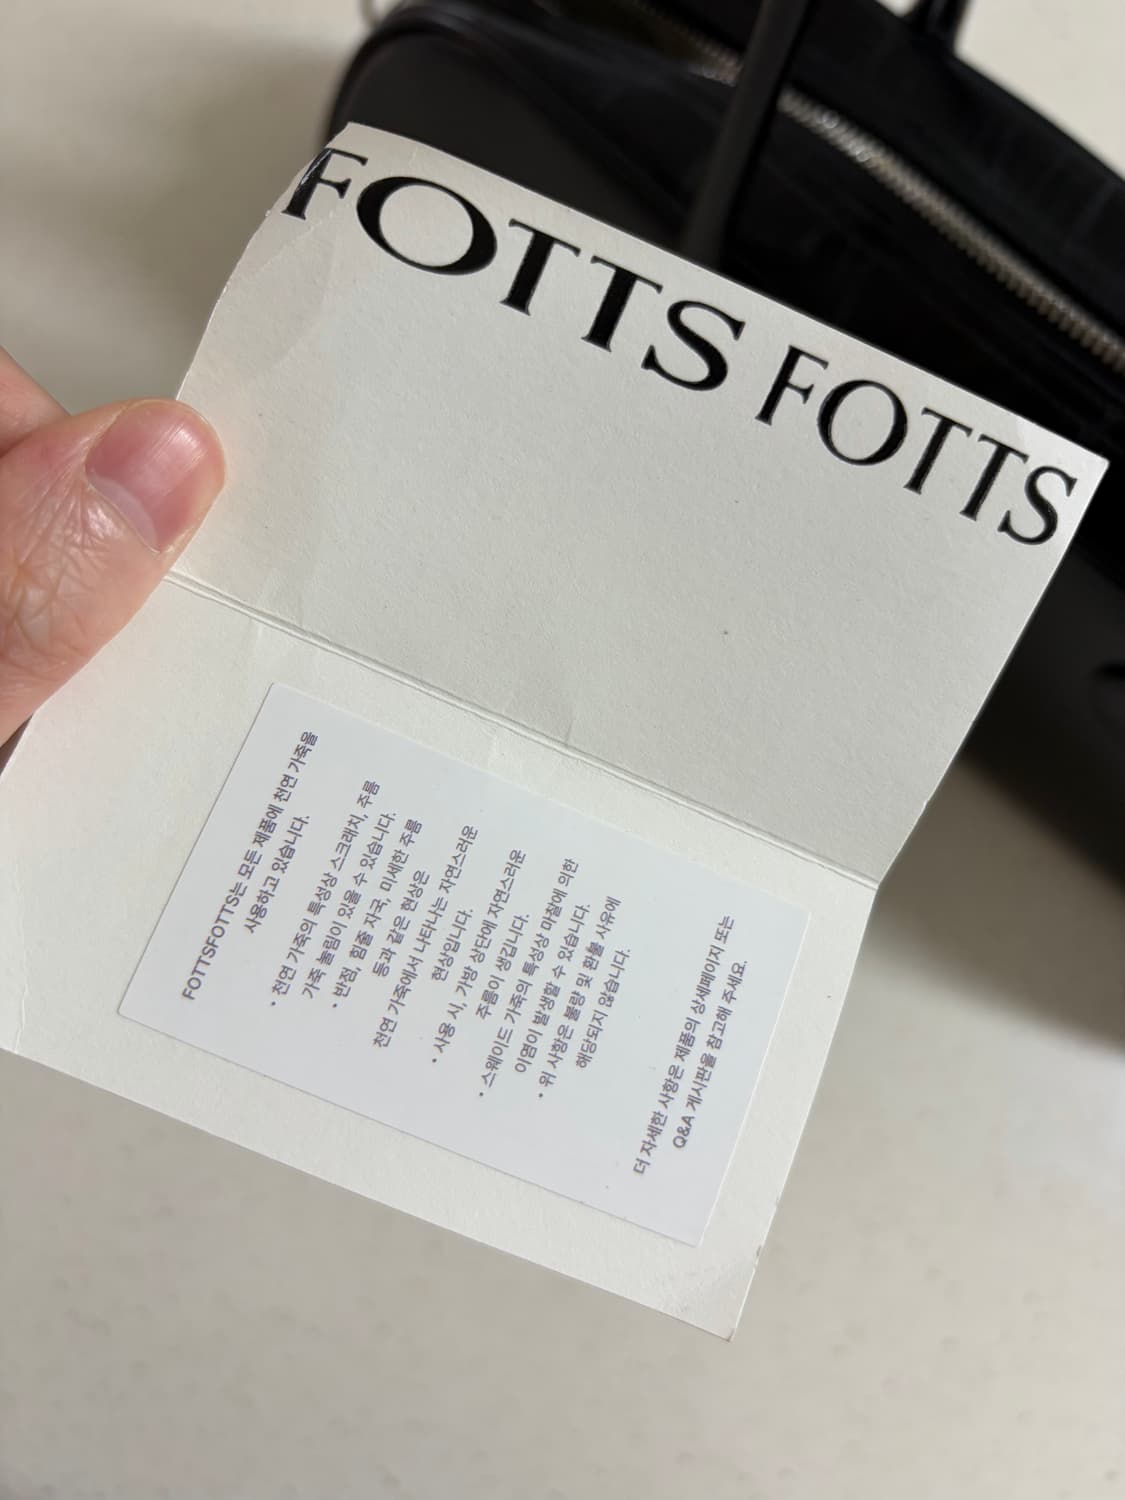 FOTTS FOTTS
FOTTSFOTTS는 모든 제품에 천연 가죽을
사용하고 있습니다.
• 천연 가죽의 특성상 스크래치, 주름
가죽 눌림이 있을 수 있습니다.
• 반점, 힘줄 자국, 미세한 주름
등과 같은 현상은
천연 가죽에서 나타나는 자연스러운
현상입니다.
• 사용 시, 가방 상단에 자연스러운
주름이 생깁니다.
• 스웨이드 가죽의 특성상 마찰에 의한
이염이 발생할 수 있습니다.
• 위 사항은 불량 및 환불 사유에
해당되지 않습니다.
더 자세한 사항은 제품의 상세페이지 또는
Q&A 게시판을 참고해 주세요.